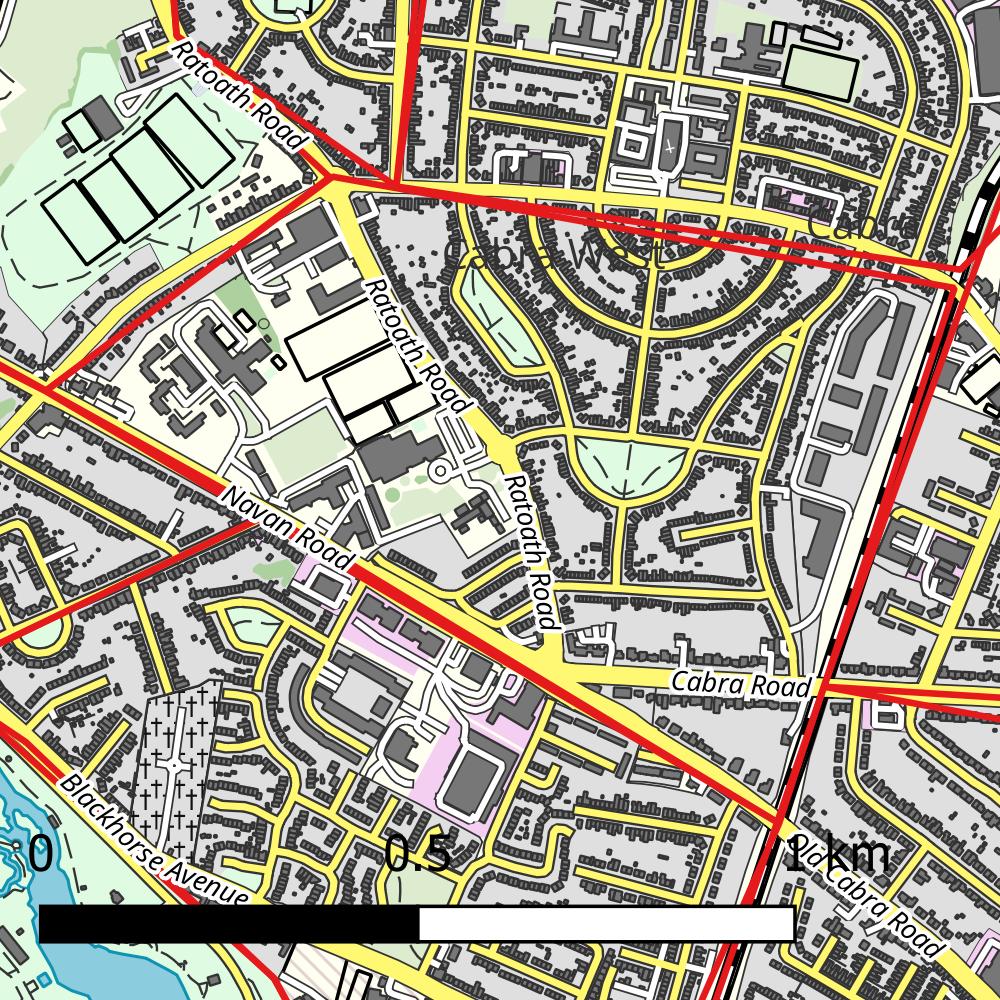 Ratoath Road
Cabra
Cabra West
Ratoath Road
Ratoath Road
Navan Road
Cabra Road
Blackhorse Avenue
Old Cabra Road
0
0.5
1 km